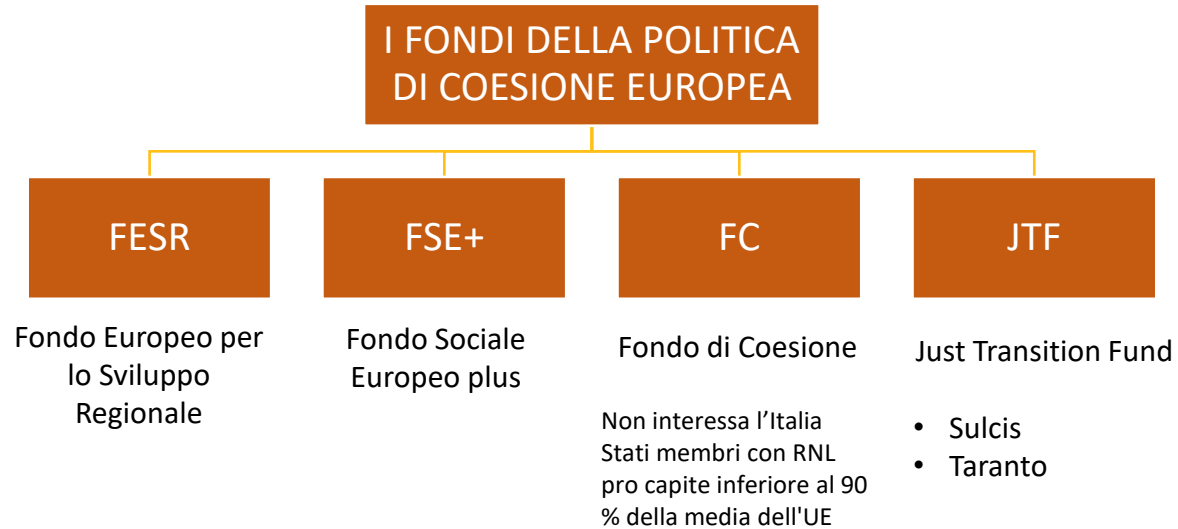 I FONDI DELLA POLITICA
DI COESIONE EUROPEA
FESR
FSE+
FC
JTF
Fondo Europeo per
lo Sviluppo
Regionale
Fondo Sociale
Europeo plus
Fondo di Coesione
Non interessa l’Italia
Stati membri con RNL
pro capite inferiore al 90
% della media dell'UE
Just Transition Fund
• Sulcis
• Taranto